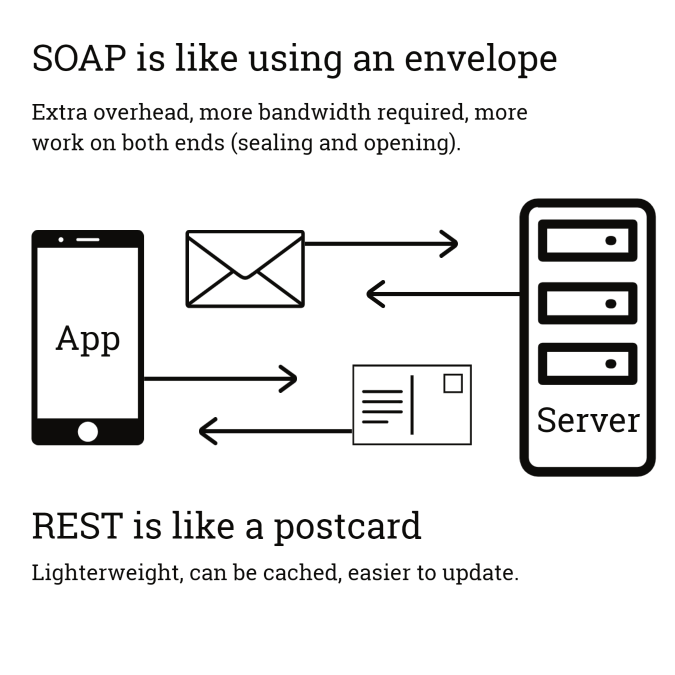 SOAP is like using an envelope
Extra overhead, more bandwidth required, more
work on both ends (sealing and opening).
App
Server
REST is like a postcard
Lighterweight, can be cached, easier to update.